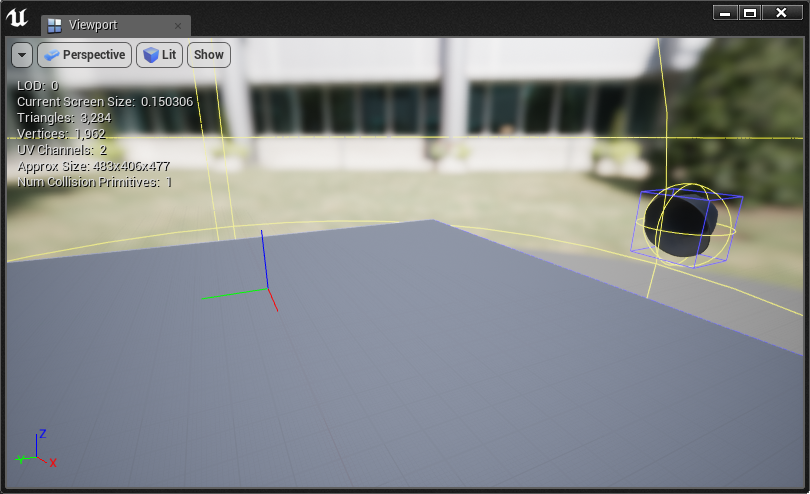 Viewport
Perspective
Lit
Show
LOD: 0
Current Screen Size: 0.150306
Triangles: 3,284
Vertices: 1,962
UV Channels: 2
Approx Size: 483x406x477
Num Collision Primitives: 1
Z
Y
X